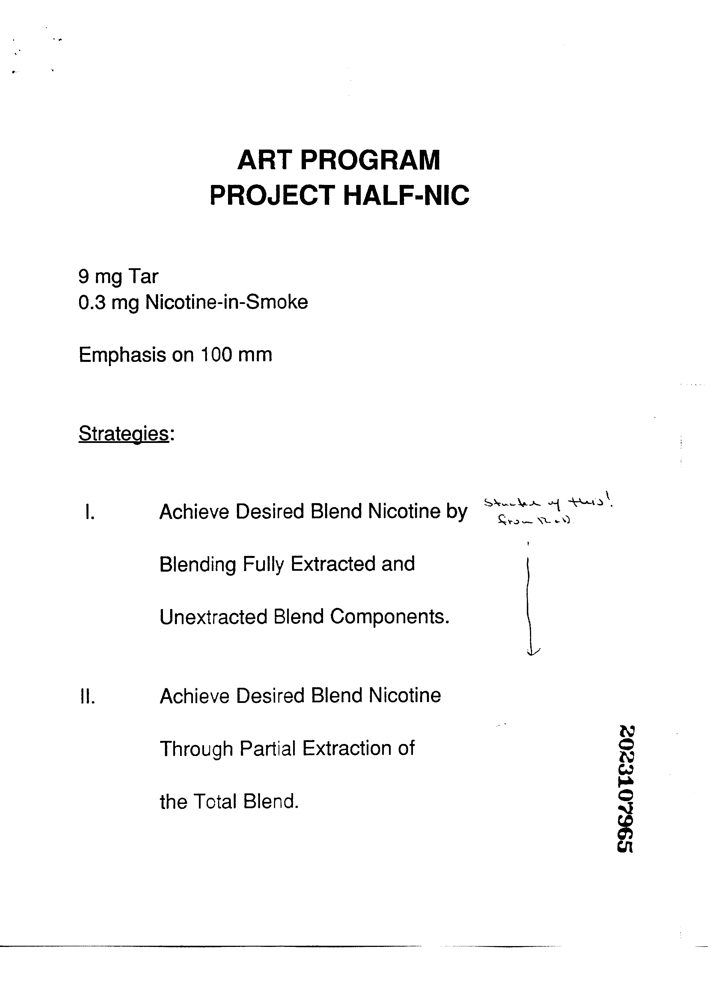 ART PROGRAM
PROJECT HALF-NIC
9 mg Tar
0.3 mg Nicotine-in-Smoke
Emphasis on 100 mm
Strategies:
I. Achieve Desired Blend Nicotine by
of this!
from
Blending Fully Extracted and
Unextracted Blend Components.
II. Achieve Desired Blend Nicotine
Through Partial Extraction of
the Total Blend.
2023107965